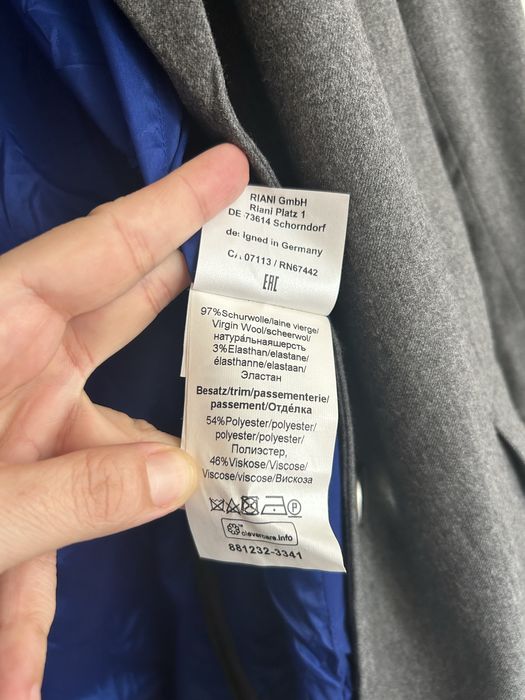 RIANI GmbH
Riani Platz 1
DE-73614 Schorndorf
designed in Germany
CA 07113 / RN67442
EAC
97%Schurwolle/laine vierge/
Virgin Wool/scheerwol/
натуральнаяшерсть
3%Elasthan/elastane/
élasthanne/elastaan/
Эластан
Besatz/trim/passementerie/
passement/Отделка
54%Polyester/polyester/
polyester/polyester/
Полиэстер,
46%Viskose/Viscose/
Viscose/viscose/Вискоза
P
clevercare.info
881232-3341